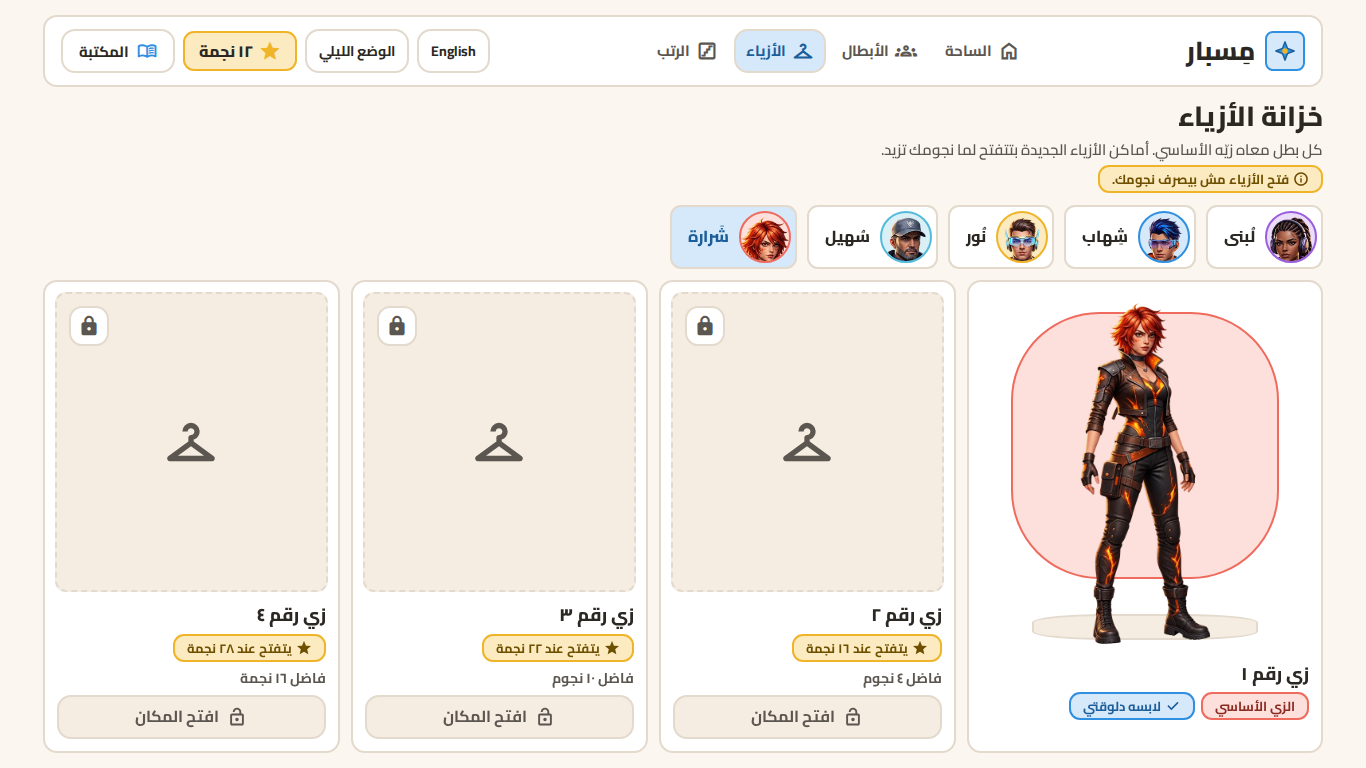 مِسبار
الساحة
الأبطال
الأزياء
الرتب
English
الوضع الليلي
١٢ نجمة
المكتبة
خزانة الأزياء
كل بطل معاه زيّه الأساسي. أماكن الأزياء الجديدة بتتفتح لما نجومك تزيد.
فتح الأزياء مش بيصرف نجومك.
لُبنى
شِهاب
نُور
سُهيل
شَرارة
زي رقم ١
الزي الأساسي
لابسه دلوقتي
زي رقم ٢
يتفتح عند ١٦ نجمة
فاضل ٤ نجوم
افتح المكان
زي رقم ٣
يتفتح عند ٢٢ نجمة
فاضل ١٠ نجوم
افتح المكان
زي رقم ٤
يتفتح عند ٢٨ نجمة
فاضل ١٦ نجمة
افتح المكان